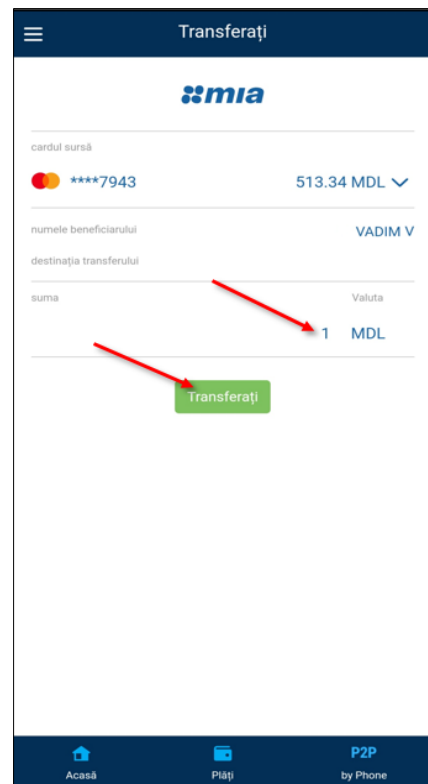 Transferați
mia
cardul sursă
****7943 513.34 MDL
numele beneficiarului VADIM V
destinația transferului
suma Valuta
1 MDL
Transferați
P2P
Acasă Plăți by Phone